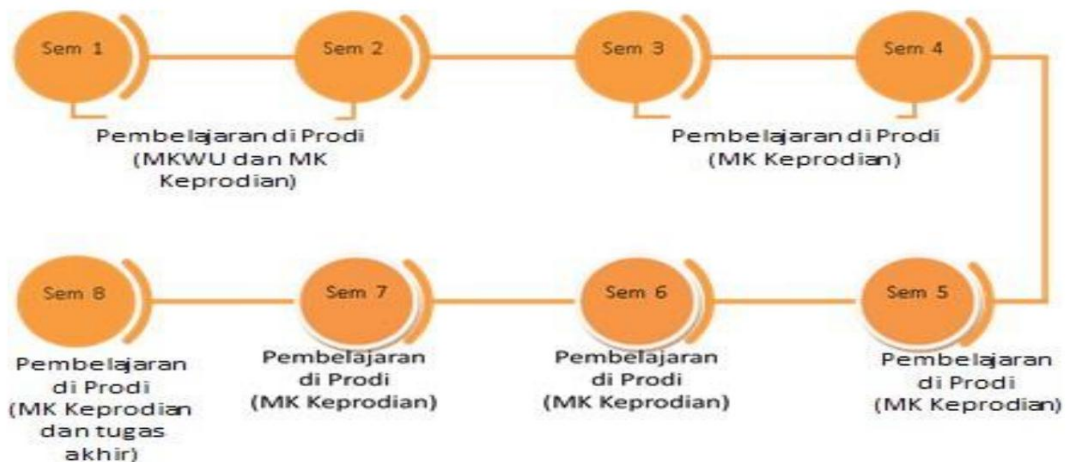 Sem 1
Sem 2
Sem 3
Sem 4
Pembelajaran di Prodi
(MKWU dan MK
Keprodian)
Pembelajaran di Prodi
(MK Keprodian)
Sem 8
Sem 7
Sem 6
Sem 5
Pembelajaran
di Prodi
(MK Keprodian
dan tugas
akhir)
Pembelajaran
di Prodi
(MK Keprodian)
Pembelajaran
di Prodi
(MK Keprodian)
Pembelajaran
di Prodi
(MK Keprodian)